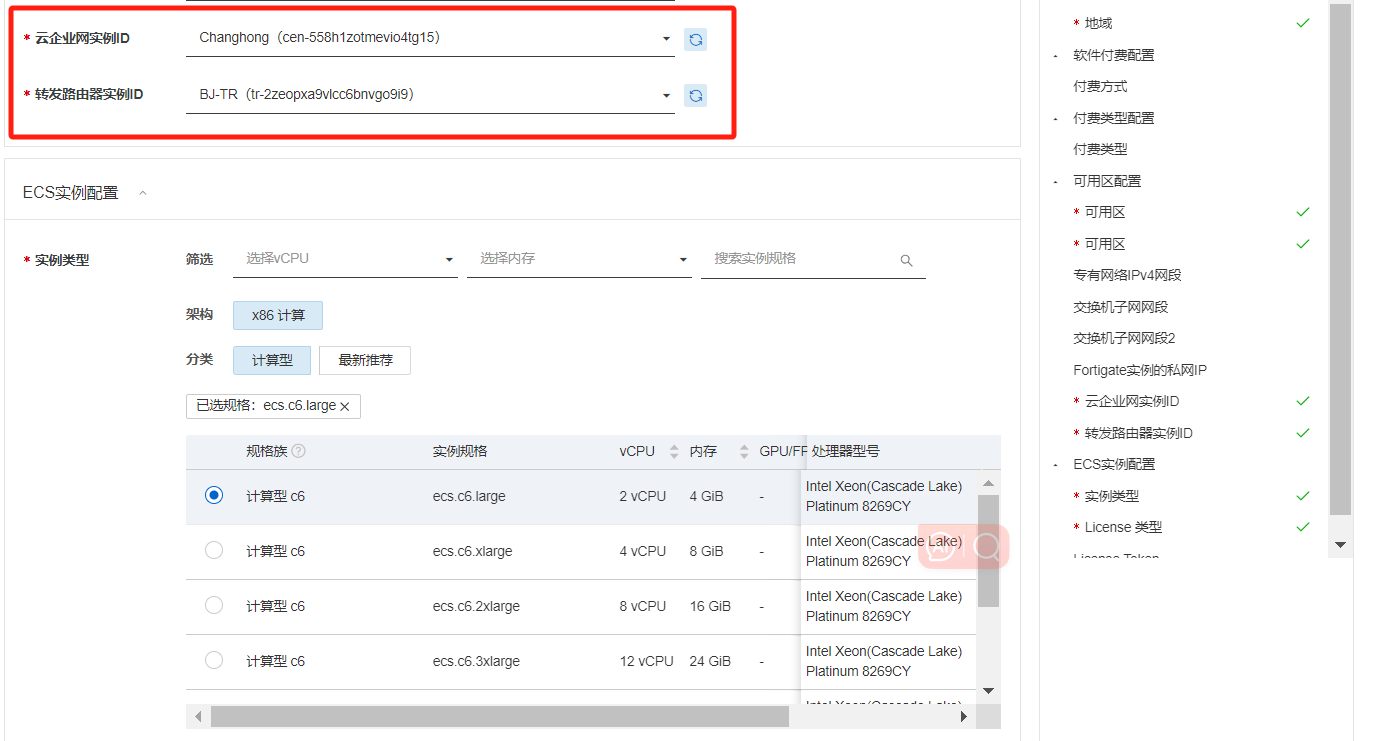 * 云企业网实例ID Changhong（cen-558h1zotmevio4tg15）
* 转发路由器实例ID BJ-TR（tr-2zeopxa9vlcc6bnvgo9i9）
ECS实例配置
* 实例类型 筛选 选择vCPU 选择内存 搜索实例规格
架构 x86 计算
分类 计算型 最新推荐
已选规格：ecs.c6.large ×
规格族 实例规格 vCPU 内存 GPU/FP 处理器型号
计算型 c6 ecs.c6.large 2 vCPU 4 GiB - Intel Xeon(Cascade Lake)
Platinum 8269CY
计算型 c6 ecs.c6.xlarge 4 vCPU 8 GiB - Intel Xeon(Cascade Lake)
Platinum 8269CY
计算型 c6 ecs.c6.2xlarge 8 vCPU 16 GiB - Intel Xeon(Cascade Lake)
Platinum 8269CY
计算型 c6 ecs.c6.3xlarge 12 vCPU 24 GiB - Intel Xeon(Cascade Lake)
Platinum 8269CY
Intel Xeon(Cascade Lake)
AI
* 地域
软件付费配置
付费方式
付费类型配置
付费类型
可用区配置
* 可用区
* 可用区
专有网络IPv4网段
交换机子网网段
交换机子网网段2
Fortigate实例的私网IP
* 云企业网实例ID
* 转发路由器实例ID
ECS实例配置
* 实例类型
* License 类型
License Token